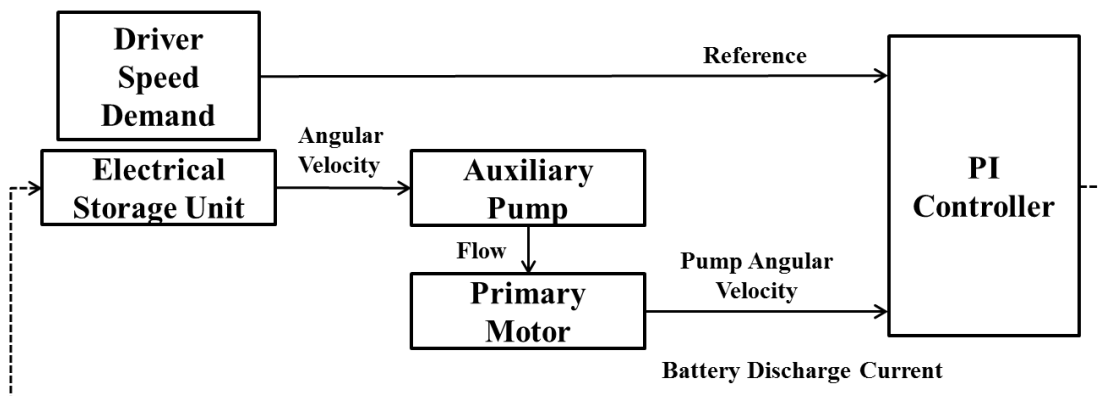 Driver
Speed
Demand
Reference
PI
Controller
Angular
Velocity
Electrical
Storage Unit
Auxiliary
Pump
Flow
Primary
Motor
Pump Angular
Velocity
Battery Discharge Current